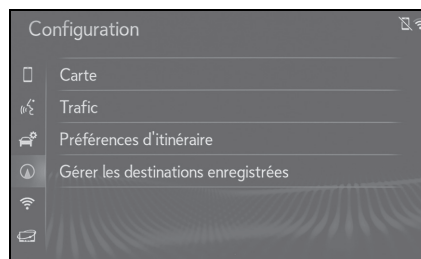 Configuration
Carte
Trafic
Préférences d'itinéraire
Gérer les destinations enregistrées